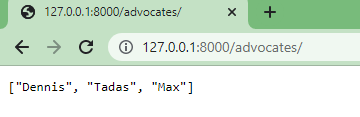 127.0.0.1:8000/advocates/
127.0.0.1:8000/advocates/
["Dennis", "Tadas", "Max"]